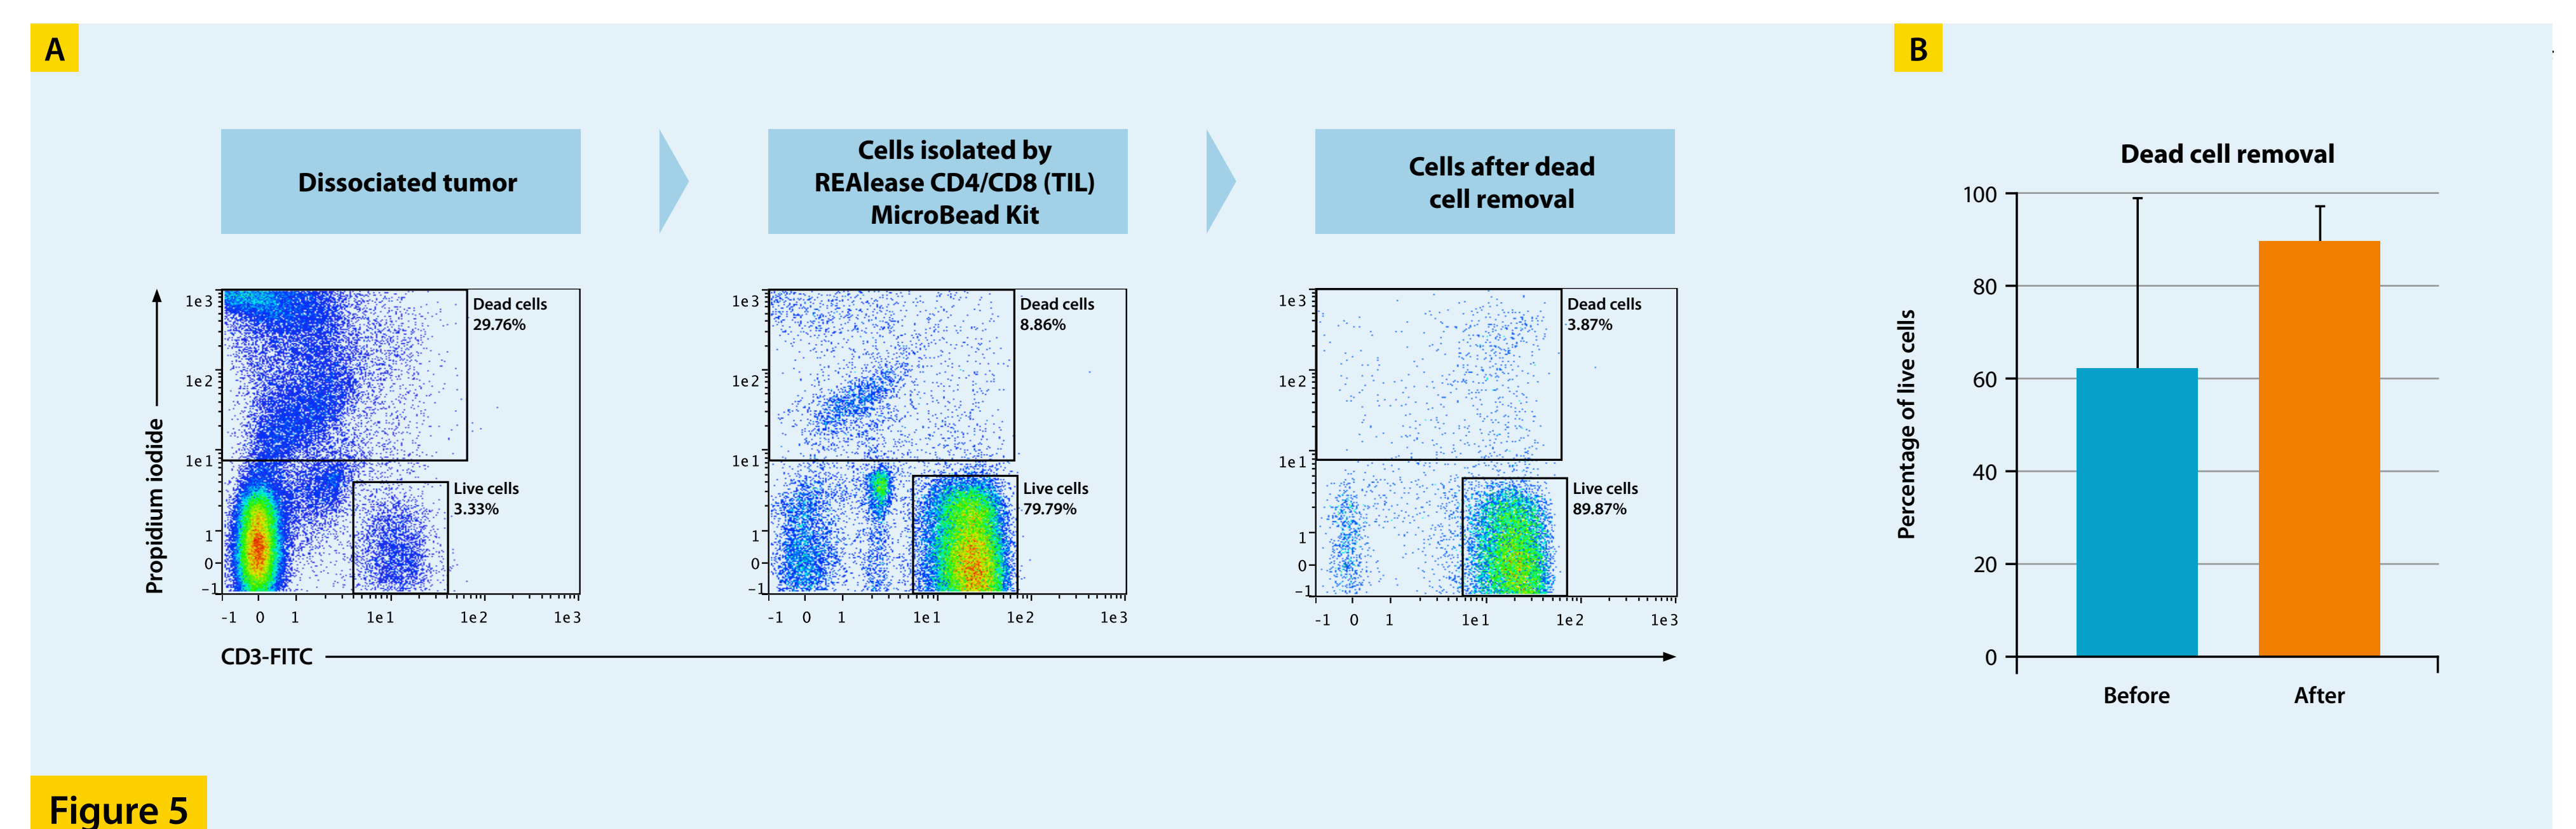 A
B
Dissociated tumor
Cells isolated by
REAlease CD4/CD8 (TIL)
MicroBead Kit
Cells after dead
cell removal
Propidium iodide
1e3
1e2
1e1
1
0
-1
Dead cells
29.76%
Live cells
3.33%
-1 0 1 1e1 1e2 1e3
1e3
1e2
1e1
1
0
-1
Dead cells
8.86%
Live cells
79.79%
-1 0 1 1e1 1e2 1e3
1e3
1e2
1e1
1
0
-1
Dead cells
3.87%
Live cells
89.87%
-1 0 1 1e1 1e2 1e3
CD3-FITC
Dead cell removal
Percentage of live cells
100
80
60
40
20
0
Before After
Figure 5